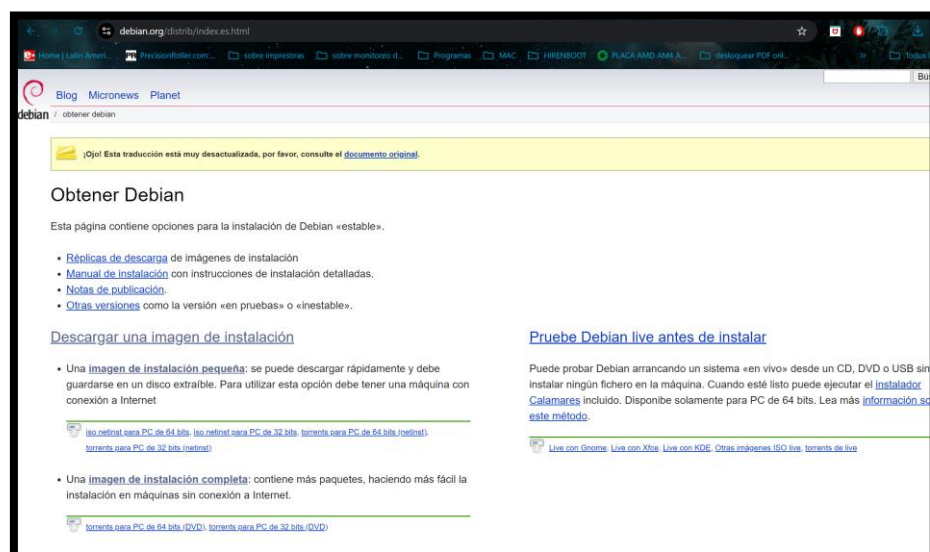 debian.org/distrib/index.es.html
Home | Latin Ameri...
PrecisionRoller.com:...
sobre impresbras
sobre monitoreo d...
Programas
MAC
HIRENBOOT
PLACA AMD AM4 A...
desloquear PDF onl...
»
Todos
Bús
Blog Micronews Planet
debian / obtener debian
¡Ojo! Esta traducción está muy desactualizada, por favor, consulte el documento original.
Obtener Debian
Esta página contiene opciones para la instalación de Debian «estable».
• Réplicas de descarga de imágenes de instalación
• Manual de instalación con instrucciones de instalación detalladas.
• Notas de publicación.
• Otras versiones como la versión «en pruebas» o «inestable».
Descargar una imagen de instalación
• Una imagen de instalación pequeña: se puede descargar rápidamente y debe
guardarse en un disco extraíble. Para utilizar esta opción debe tener una máquina con
conexión a Internet
iso netinst para PC de 64 bits, iso netinst para PC de 32 bits, torrents para PC de 64 bits (netinst),
torrents para PC de 32 bits (netinst)
• Una imagen de instalación completa: contiene más paquetes, haciendo más fácil la
instalación en máquinas sin conexión a Internet.
torrents para PC de 64 bits (DVD), torrents para PC de 32 bits (DVD)
Pruebe Debian live antes de instalar
Puede probar Debian arrancando un sistema «en vivo» desde un CD, DVD o USB sin
instalar ningún fichero en la máquina. Cuando esté listo puede ejecutar el instalador
Calamares incluido. Disponibe solamente para PC de 64 bits. Lea más información so
este método.
Live con Gnome, Live con Xfce, Live con KDE, Otras imágenes ISO live, torrents de live